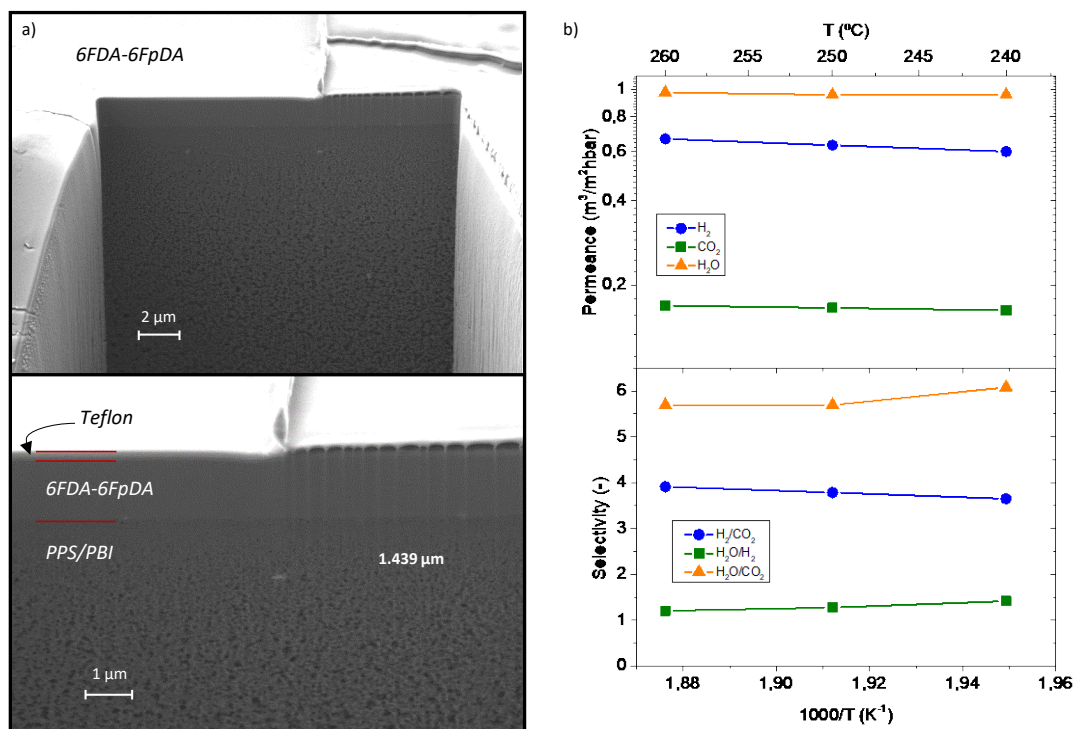 a)
6FDA-6FpDA
2 µm
Teflon
6FDA-6FpDA
PPS/PBI
1.439 µm
1 µm
b)
T (ºC)
260 255 250 245 240
1
0,8
0,6
0,4
0,2
Permeance (m³/m²hbar)
H₂
CO₂
H₂O
6
5
4
3
2
1
0
Selectivity (-)
H₂/CO₂
H₂O/H₂
H₂O/CO₂
1,88 1,90 1,92 1,94 1,96
1000/T (K⁻¹)